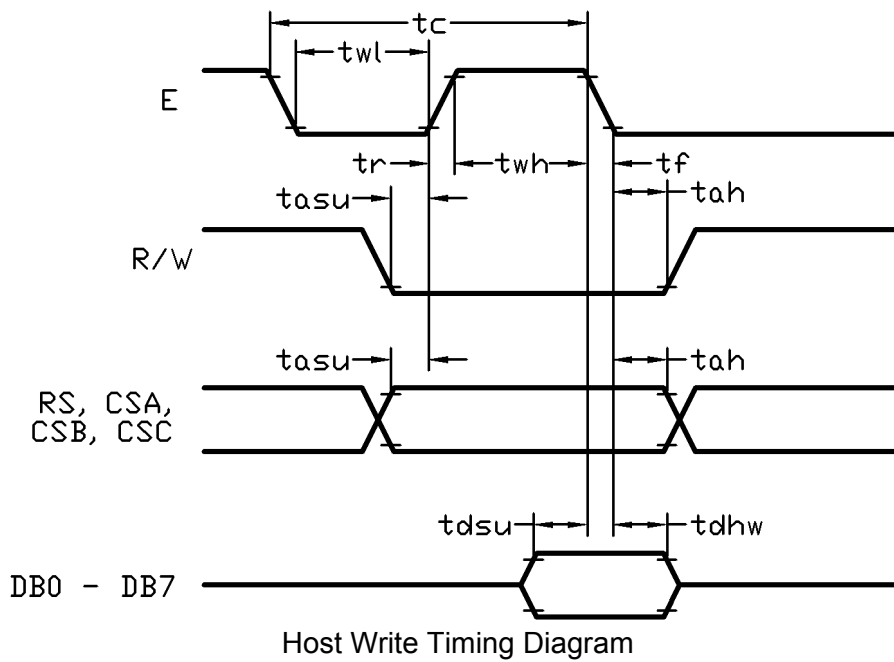 tc
twl
E
tr
twh
tf
tasu
tah
R/W
tasu
tah
RS, CSA,
CSB, CSC
tdsu
tdhw
DB0 - DB7
Host Write Timing Diagram